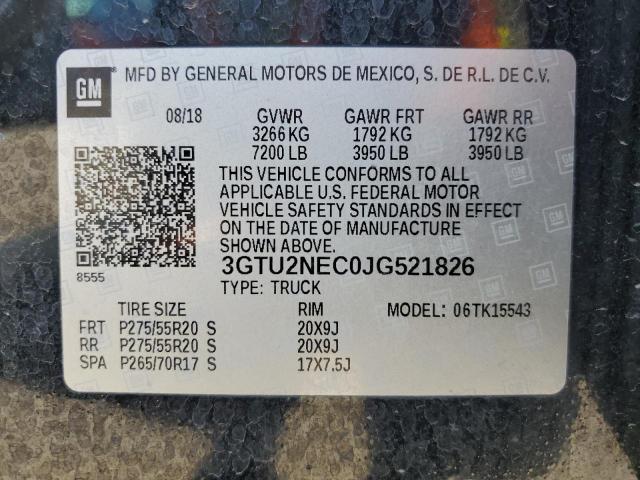 GM MFD BY GENERAL MOTORS DE MEXICO, S. DE R.L. DE C.V.
08/18 GVWR GAWR FRT GAWR RR
3266 KG 1792 KG 1792 KG
7200 LB 3950 LB 3950 LB
THIS VEHICLE CONFORMS TO ALL
APPLICABLE U.S. FEDERAL MOTOR
VEHICLE SAFETY STANDARDS IN EFFECT
ON THE DATE OF MANUFACTURE
SHOWN ABOVE.
8555 3GTU2NEC0JG521826
TYPE: TRUCK
TIRE SIZE RIM MODEL: 06TK15543
FRT P275/55R20 S 20X9J
RR P275/55R20 S 20X9J
SPA P265/70R17 S 17X7.5J